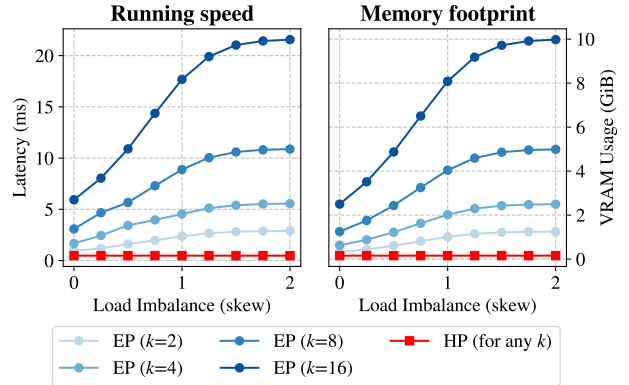 Running speed
Memory footprint
20
15
10
5
0
Latency (ms)
0
1
2
Load Imbalance (skew)
10
8
6
4
2
0
VRAM Usage (GiB)
0
1
2
Load Imbalance (skew)
EP (k=2)
EP (k=8)
HP (for any k)
EP (k=4)
EP (k=16)